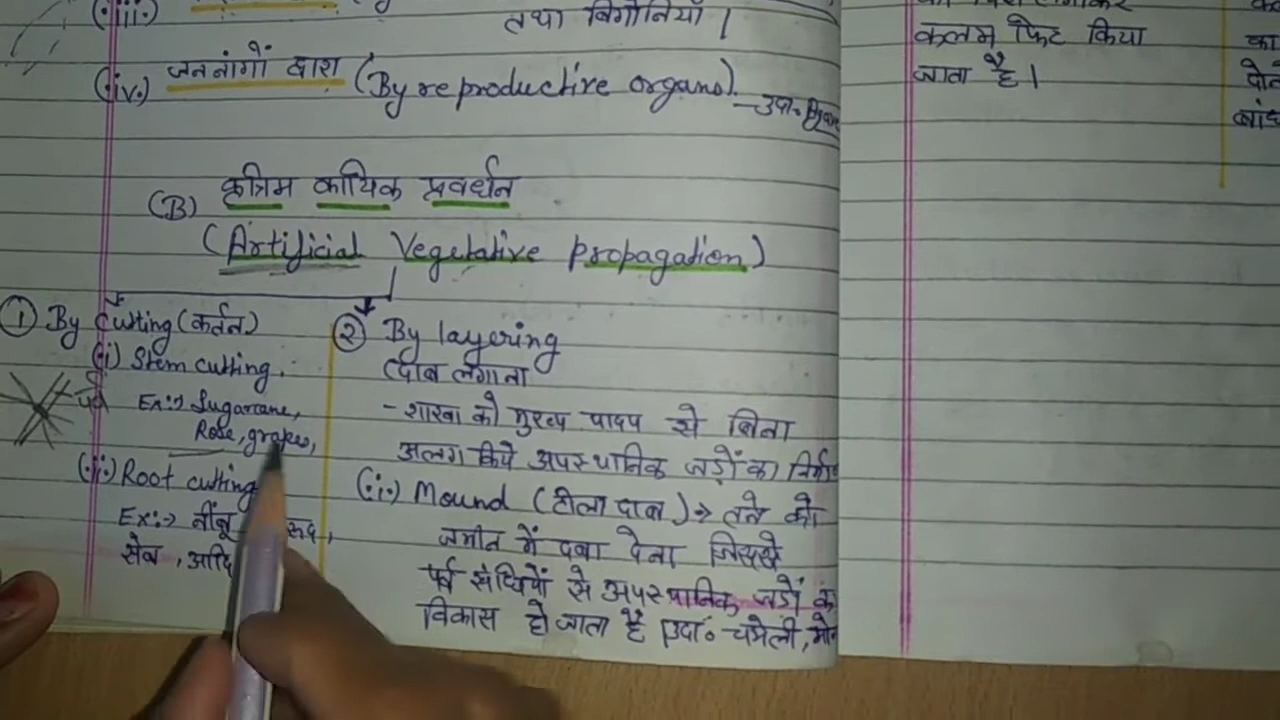 (iii)
तथा बिगोनिया।
(iv.) जननांगों द्वारा (By reproductive organs) - उदा.
(B) कृत्रिम कायिक प्रवर्धन
(Artificial Vegetative propagation)
① By Cutting (कर्तन)
(i) Stem cutting.
Ex:→ Sugarcane,
Rose, grapes,
(ii) Root cutting
Ex:→ नींबू
सेब, आदि
② By layering
(दाब लगाना
- शाखा को मुख्य पादप से बिना
अलग किये अपस्थानिक जड़ों का
(i.) Mound (टीला दाब) → तने को
जमीन में दबा देना जिससे
पर्व संधियों से अपस्थानिक जड़ों क
विकास हो जाता है उदा॰ चमेली,
कलम फिट किया
जाता है।
का